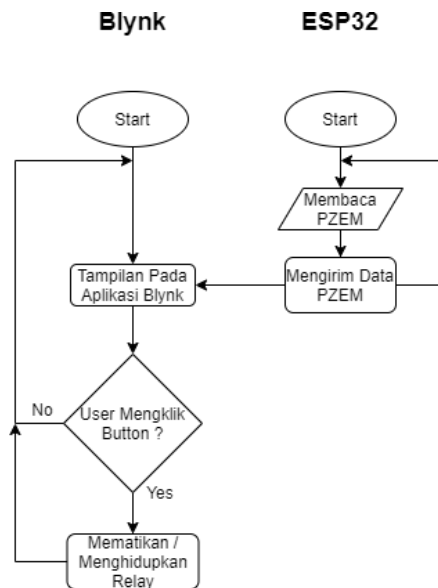 Blynk
ESP32
Start
Start
Membaca
PZEM
Tampilan Pada
Aplikasi Blynk
Mengirim Data
PZEM
No
User Mengklik
Button ?
Yes
Mematikan /
Menghidupkan
Relay